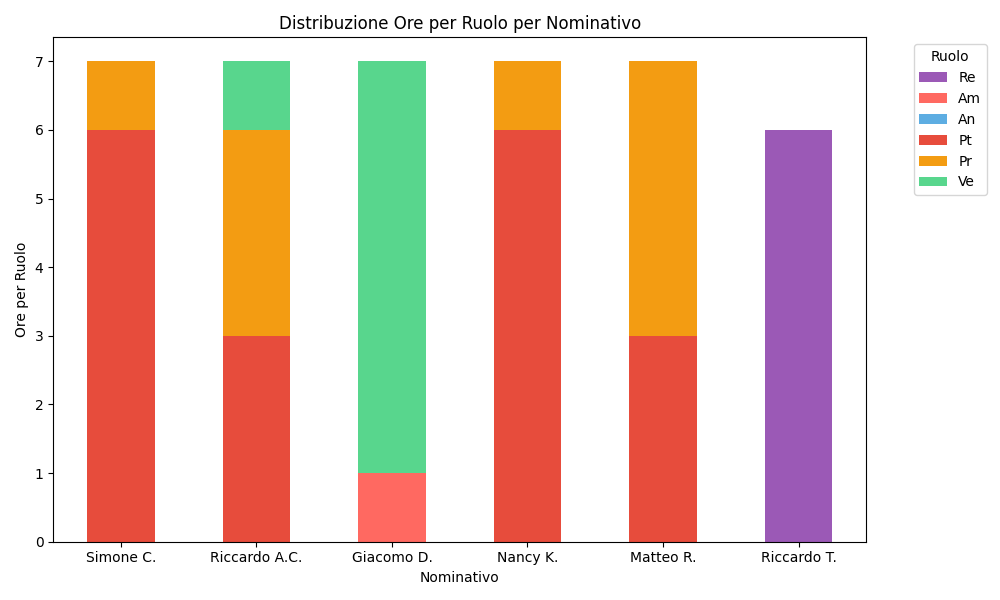 Distribuzione Ore per Ruolo per Nominativo
Ruolo
Re
Am
An
Pt
Pr
Ve
Ore per Ruolo
7
6
5
4
3
2
1
0
Simone C. Riccardo A.C. Giacomo D. Nancy K. Matteo R. Riccardo T.
Nominativo